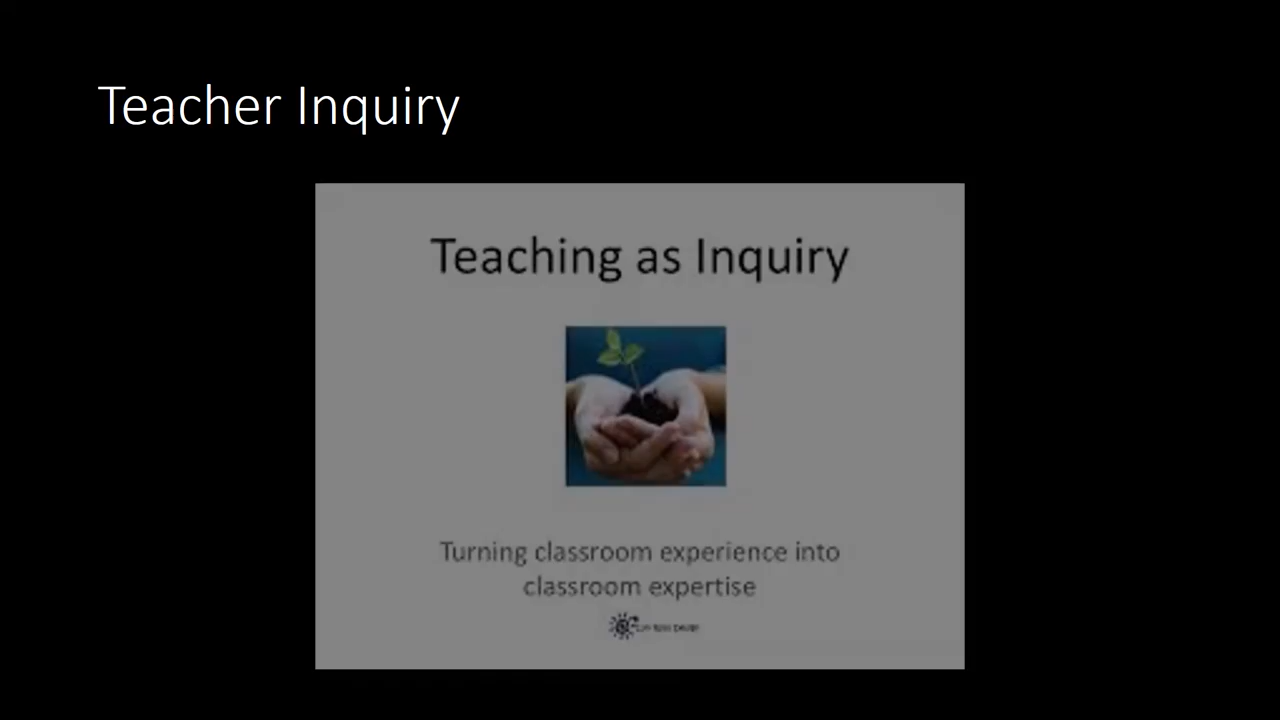 Teacher Inquiry
Teaching as Inquiry
Turning classroom experience into
classroom expertise